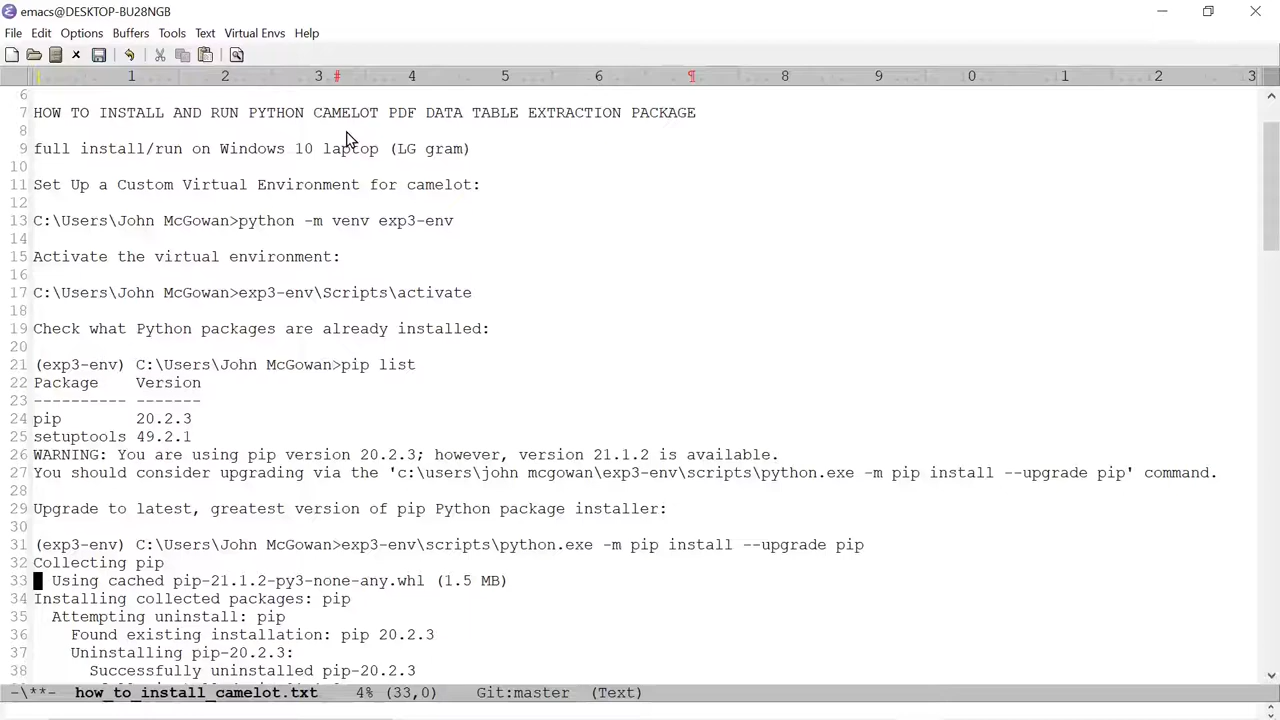 emacs@DESKTOP-BU28NGB
File Edit Options Buffers Tools Text Virtual Envs Help
1 2 3 # 4 5 6 ¶ 8 9 0 1 2 3
6
7 HOW TO INSTALL AND RUN PYTHON CAMELOT PDF DATA TABLE EXTRACTION PACKAGE
8
9 full install/run on Windows 10 laptop (LG gram)
10
11 Set Up a Custom Virtual Environment for camelot:
12
13 C:\Users\John McGowan>python -m venv exp3-env
14
15 Activate the virtual environment:
16
17 C:\Users\John McGowan>exp3-env\Scripts\activate
18
19 Check what Python packages are already installed:
20
21 (exp3-env) C:\Users\John McGowan>pip list
22 Package    Version
23 ---------- -------
24 pip        20.2.3
25 setuptools 49.2.1
26 WARNING: You are using pip version 20.2.3; however, version 21.1.2 is available.
27 You should consider upgrading via the 'c:\users\john mcgowan\exp3-env\scripts\python.exe -m pip install --upgrade pip' command.
28
29 Upgrade to latest, greatest version of pip Python package installer:
30
31 (exp3-env) C:\Users\John McGowan>exp3-env\scripts\python.exe -m pip install --upgrade pip
32 Collecting pip
33   Using cached pip-21.1.2-py3-none-any.whl (1.5 MB)
34 Installing collected packages: pip
35   Attempting uninstall: pip
36     Found existing installation: pip 20.2.3
37     Uninstalling pip-20.2.3:
38       Successfully uninstalled pip-20.2.3
-\**- how_to_install_camelot.txt 4% (33,0) Git:master (Text)